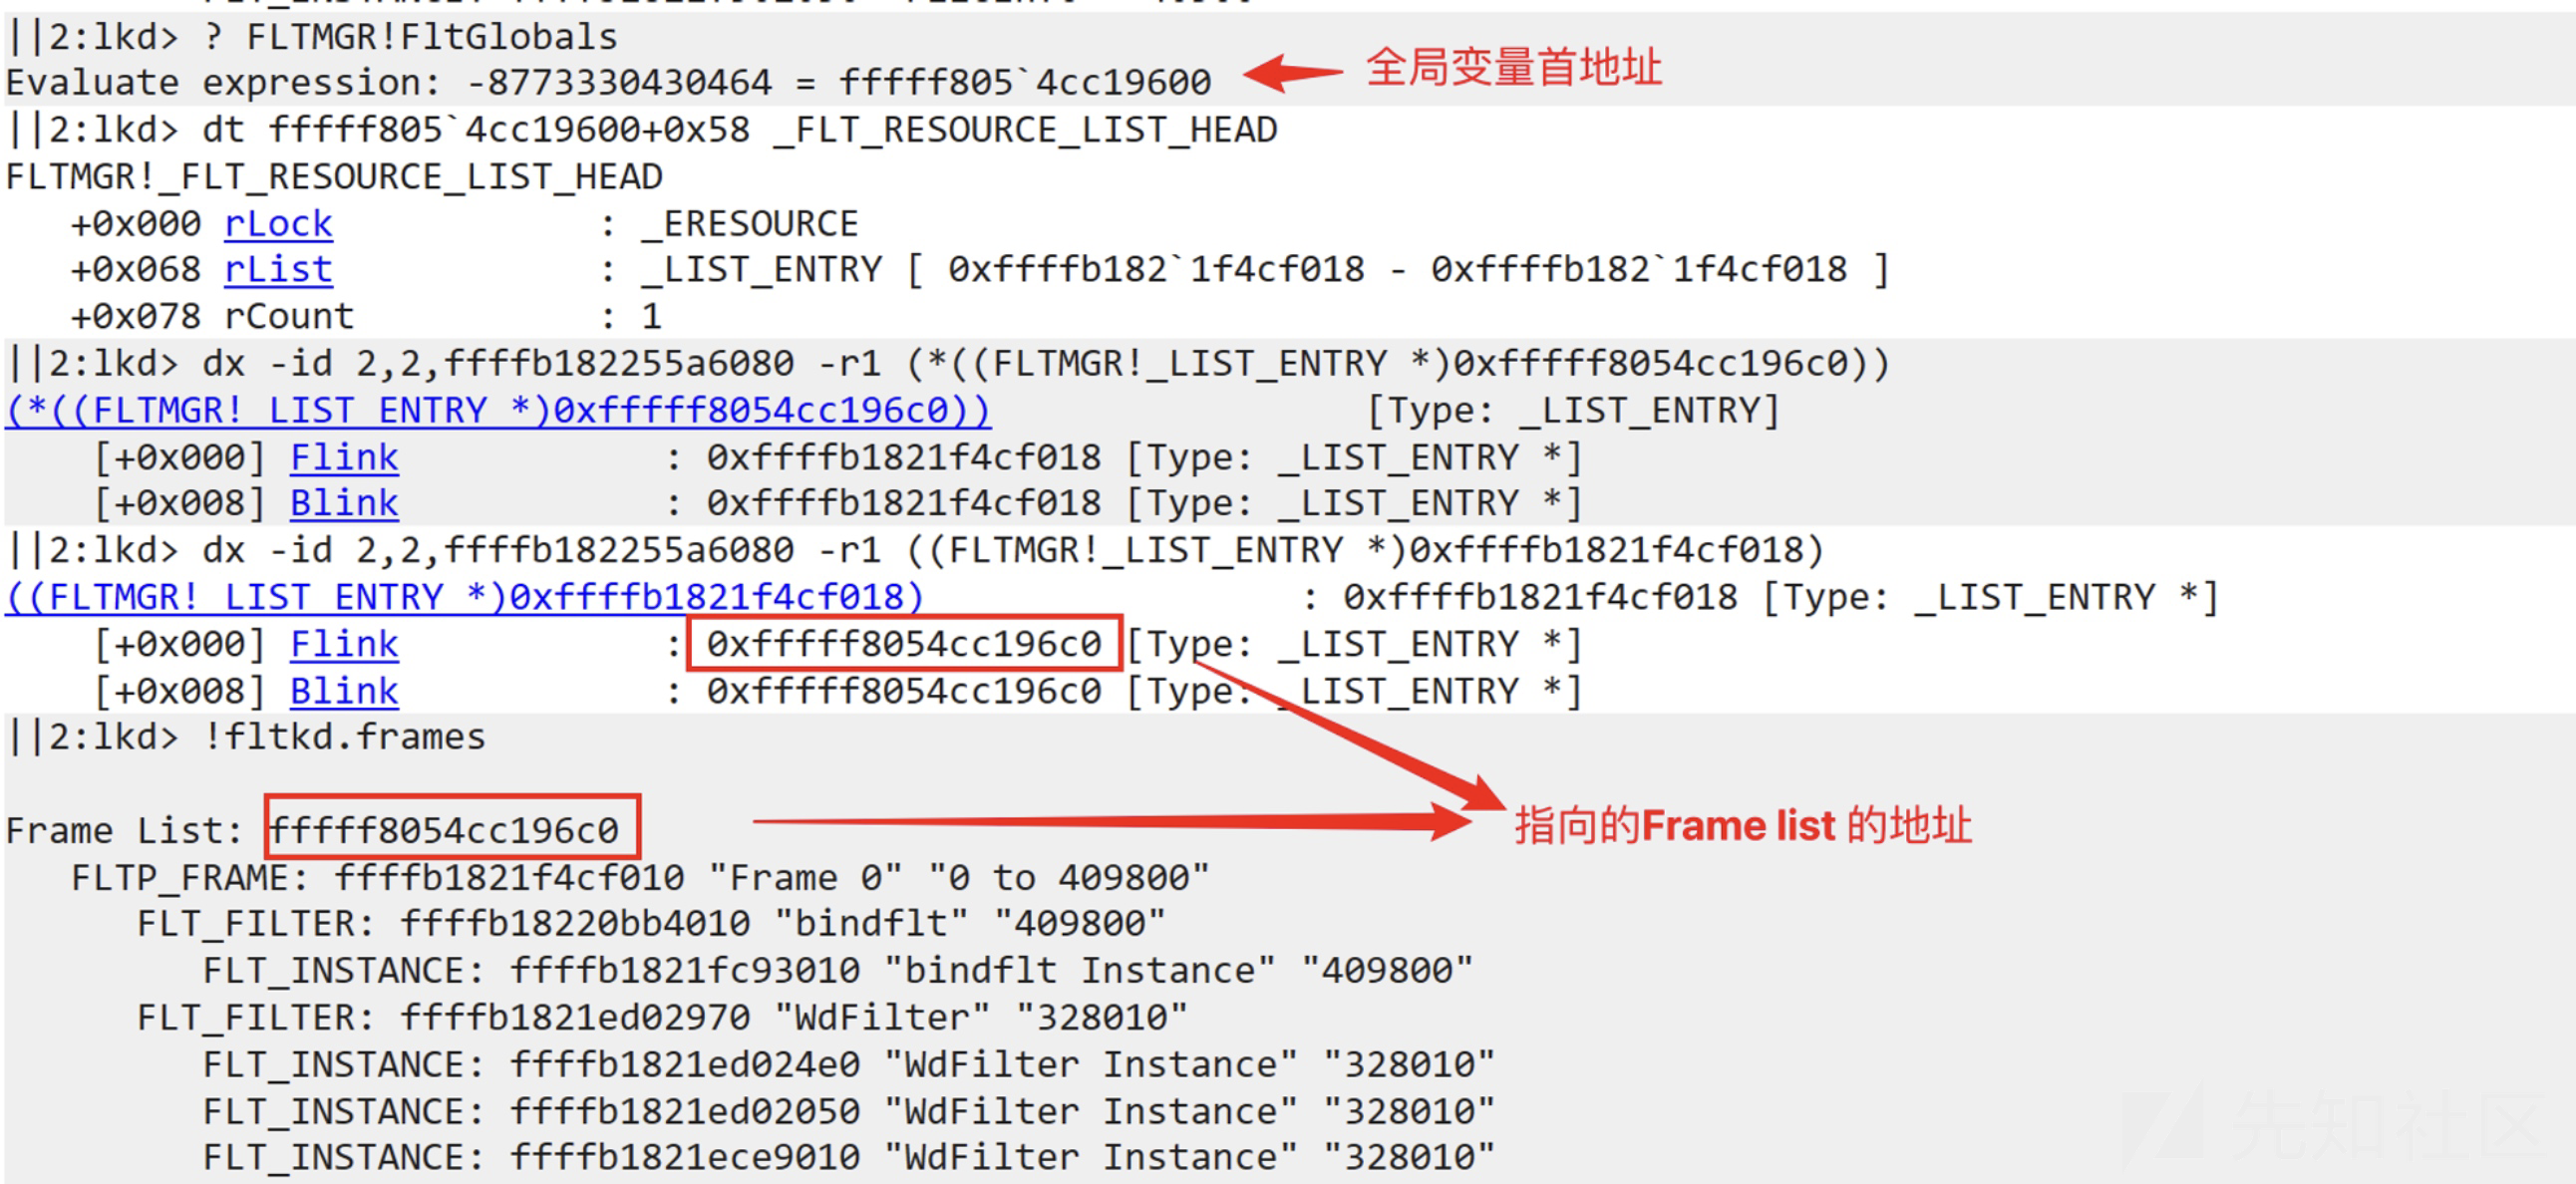 ||2:lkd> ? FLTMGR!FltGlobals
Evaluate expression: -8773330430464 = fffff805`4cc19600
全局变量首地址
||2:lkd> dt fffff805`4cc19600+0x58 _FLT_RESOURCE_LIST_HEAD
FLTMGR!_FLT_RESOURCE_LIST_HEAD
+0x000 rLock : _ERESOURCE
+0x068 rList : _LIST_ENTRY [ 0xffffb182`1f4cf018 - 0xffffb182`1f4cf018 ]
+0x078 rCount : 1
||2:lkd> dx -id 2,2,ffffb182255a6080 -r1 (*((FLTMGR!_LIST_ENTRY *)0xfffff8054cc196c0))
(*((FLTMGR!_LIST_ENTRY *)0xfffff8054cc196c0)) [Type: _LIST_ENTRY]
[+0x000] Flink : 0xffffb1821f4cf018 [Type: _LIST_ENTRY *]
[+0x008] Blink : 0xffffb1821f4cf018 [Type: _LIST_ENTRY *]
||2:lkd> dx -id 2,2,ffffb182255a6080 -r1 ((FLTMGR!_LIST_ENTRY *)0xffffb1821f4cf018)
((FLTMGR!_LIST_ENTRY *)0xffffb1821f4cf018) : 0xffffb1821f4cf018 [Type: _LIST_ENTRY *]
[+0x000] Flink : 0xfffff8054cc196c0 [Type: _LIST_ENTRY *]
[+0x008] Blink : 0xfffff8054cc196c0 [Type: _LIST_ENTRY *]
||2:lkd> !fltkd.frames
Frame List: fffff8054cc196c0
指向的Frame list 的地址
FLTP_FRAME: ffffb1821f4cf010 "Frame 0" "0 to 409800"
FLT_FILTER: ffffb18220bb4010 "bindflt" "409800"
FLT_INSTANCE: ffffb1821fc93010 "bindflt Instance" "409800"
FLT_FILTER: ffffb1821ed02970 "WdFilter" "328010"
FLT_INSTANCE: ffffb1821ed024e0 "WdFilter Instance" "328010"
FLT_INSTANCE: ffffb1821ed02050 "WdFilter Instance" "328010"
FLT_INSTANCE: ffffb1821ece9010 "WdFilter Instance" "328010"
先知社区